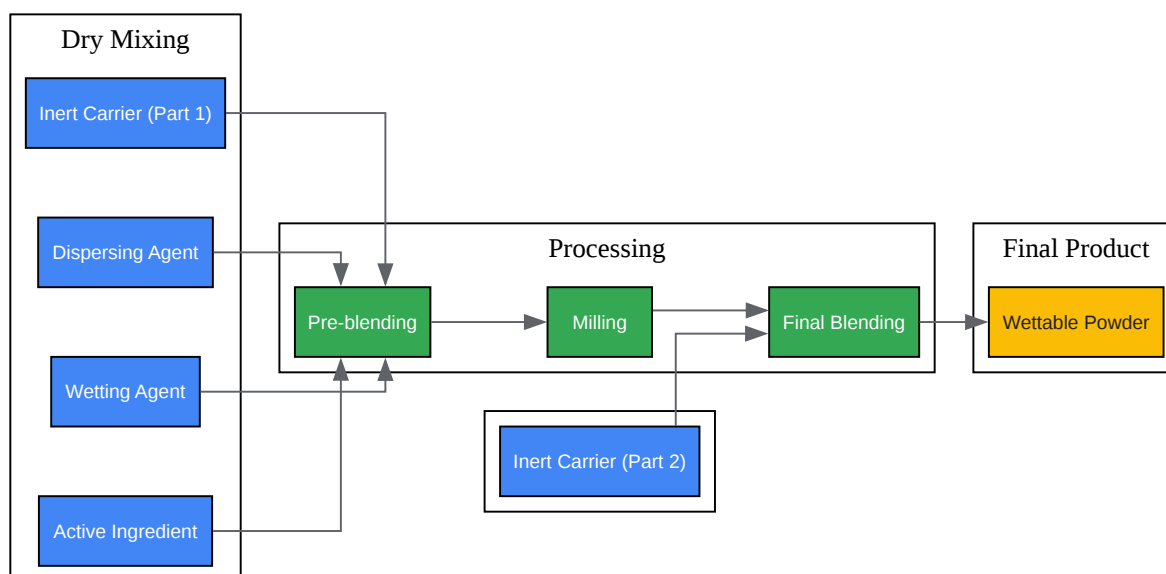 Dry Mixing
Inert Carrier (Part 1)
Dispersing Agent
Wetting Agent
Active Ingredient
Processing
Pre-blending
Milling
Final Blending
Inert Carrier (Part 2)
Final Product
Wettable Powder